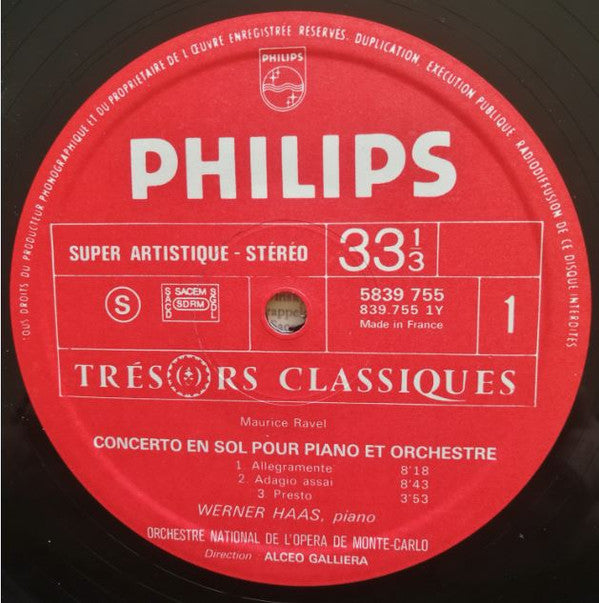 TOUS DROITS DU PRODUCTEUR PHONOGRAPHIQUE ET DU PROPRIETAIRE DE L'ŒUVRE ENREGISTRÉE RESERVÉS. DUPLICATION, EXÉCUTION PUBLIQUE, RADIODIFFUSION DE CE DISQUE INTERDITES
PHILIPS
PHILIPS
SUPER ARTISTIQUE - STÉRÉO
33 1/3
S
SACEM
SDRM
SACD
SGDL
5839 755
839.755 1Y
Made in France
1
TRÉSORS CLASSIQUES
Maurice Ravel
CONCERTO EN SOL POUR PIANO ET ORCHESTRE
1. Allegramente 8'18
2. Adagio assai 8'43
3. Presto 3'53
WERNER HAAS, piano
ORCHESTRE NATIONAL DE L'OPERA DE MONTE-CARLO
Direction : ALCEO GALLIERA